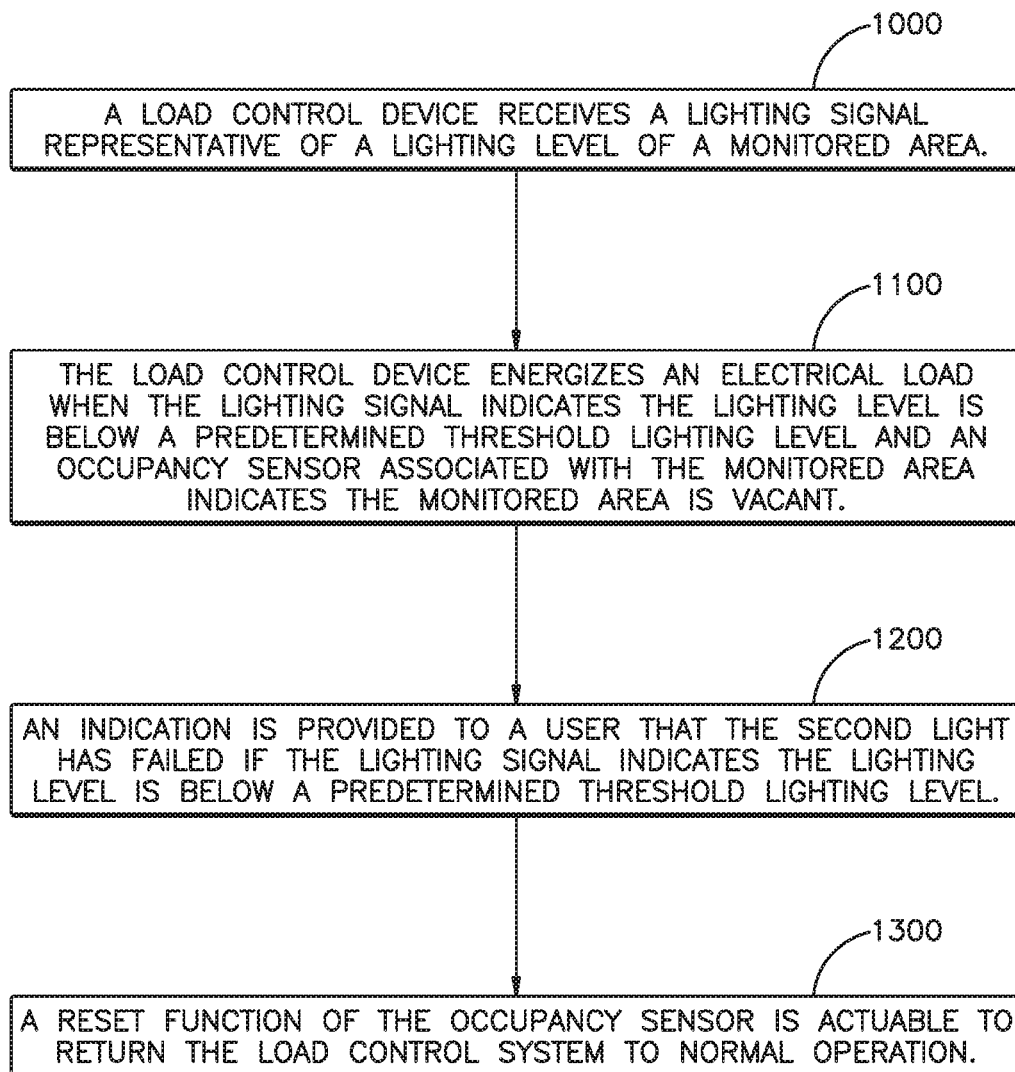 1000
A LOAD CONTROL DEVICE RECEIVES A LIGHTING SIGNAL
REPRESENTATIVE OF A LIGHTING LEVEL OF A MONITORED AREA.
1100
THE LOAD CONTROL DEVICE ENERGIZES AN ELECTRICAL LOAD
WHEN THE LIGHTING SIGNAL INDICATES THE LIGHTING LEVEL IS
BELOW A PREDETERMINED THRESHOLD LIGHTING LEVEL AND AN
OCCUPANCY SENSOR ASSOCIATED WITH THE MONITORED AREA
INDICATES THE MONITORED AREA IS VACANT.
1200
AN INDICATION IS PROVIDED TO A USER THAT THE SECOND LIGHT
HAS FAILED IF THE LIGHTING SIGNAL INDICATES THE LIGHTING
LEVEL IS BELOW A PREDETERMINED THRESHOLD LIGHTING LEVEL.
1300
A RESET FUNCTION OF THE OCCUPANCY SENSOR IS ACTUABLE TO
RETURN THE LOAD CONTROL SYSTEM TO NORMAL OPERATION.